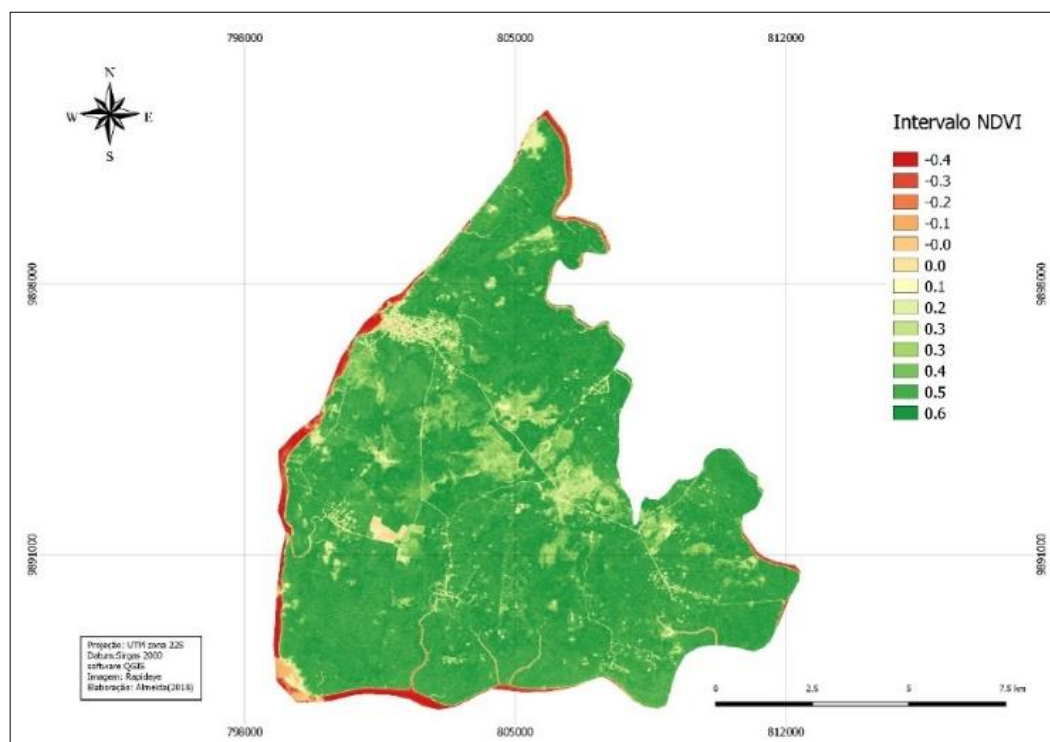 798000
805000
812000
N
W
E
S
Intervalo NDVI
-0.4
-0.3
-0.2
-0.1
-0.0
0.0
0.1
0.2
0.3
0.3
0.4
0.5
0.6
9898000
9898000
9891000
9891000
Projeção: UTM zona 22S
Datum:Sirgas 2000
software:QGIS
Imagem: Rapideye
Elaboração: Almeida(2018)
0
2.5
5
7.5 km
798000
805000
812000